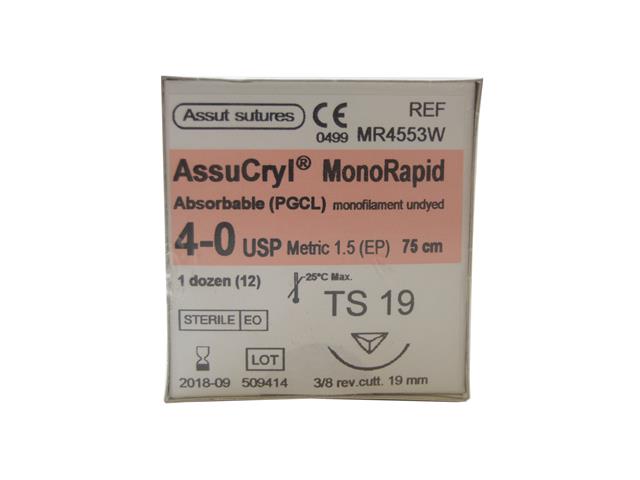 Assut sutures
CE
0499
REF
MR4553W
AssuCryl® MonoRapid
Absorbable (PGCL) monofilament undyed
4-0 USP Metric 1.5 (EP) 75 cm
1 dozen (12)
25°C Max.
TS 19
STERILE EO
LOT
2018-09 509414
3/8 rev.cutt. 19 mm